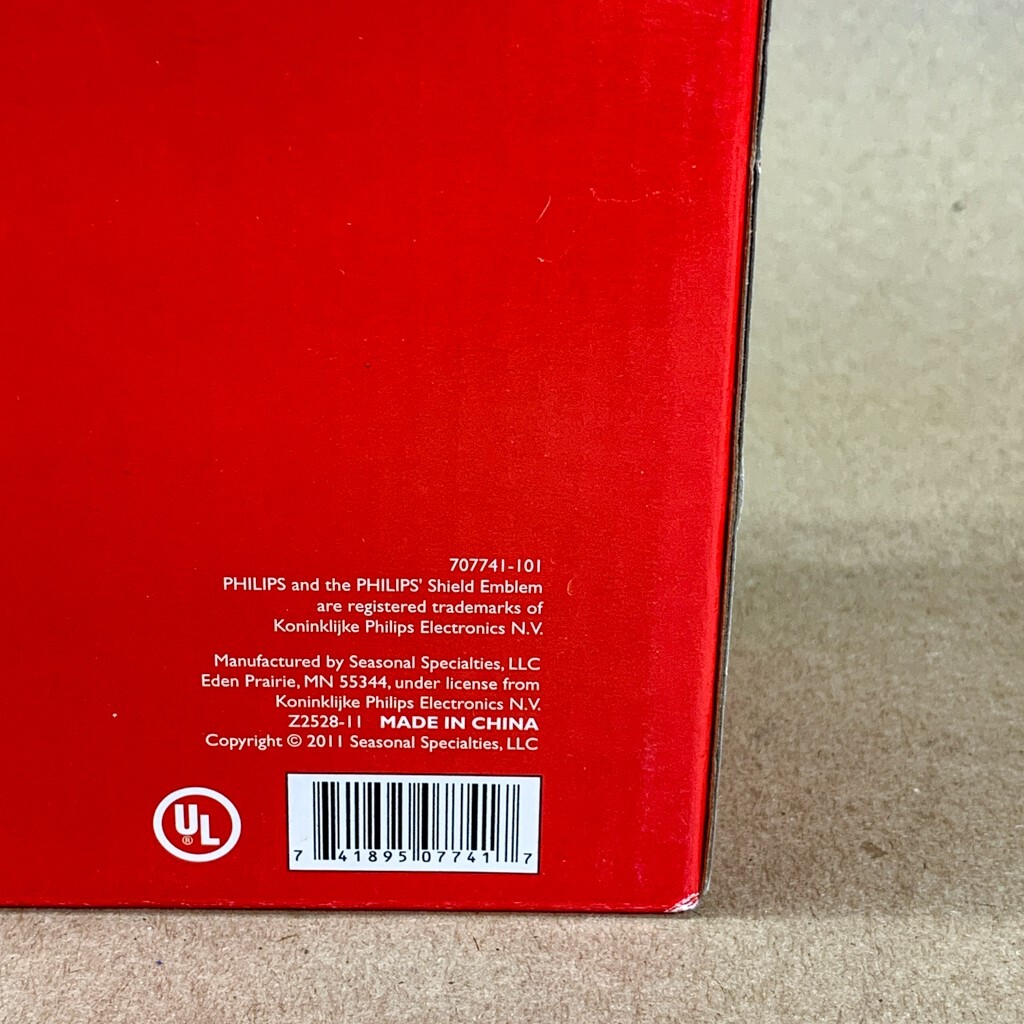 707741-101
PHILIPS and the PHILIPS' Shield Emblem
are registered trademarks of
Koninklijke Philips Electronics N.V.
Manufactured by Seasonal Specialties, LLC
Eden Prairie, MN 55344, under license from
Koninklijke Philips Electronics N.V.
Z2528-11 MADE IN CHINA
Copyright © 2011 Seasonal Specialties, LLC
UL ®
7 41895 07741 7